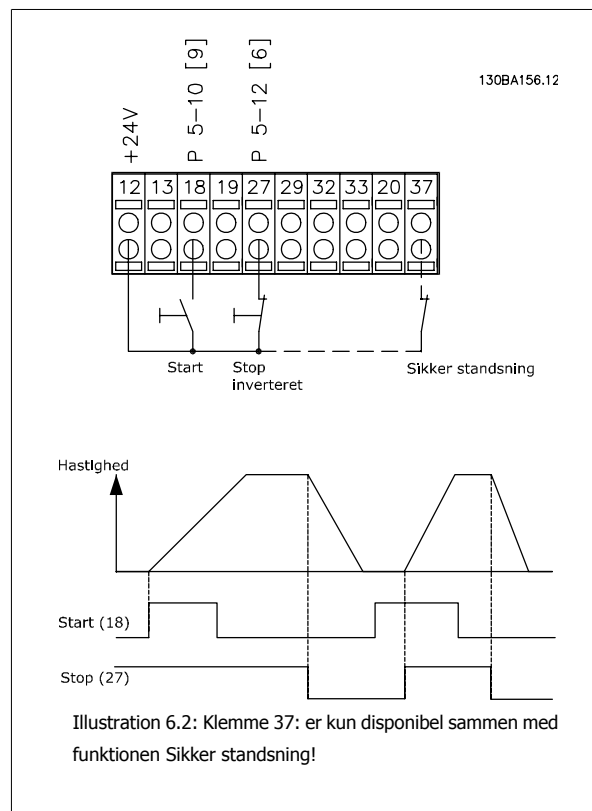 130BA156.12
+24V
P 5-10 [9]
P 5-12 [6]
12 13 18 19 27 29 32 33 20 37
Start
Stop
inverteret
Sikker standsning
Hastighed
Start (18)
Stop (27)
Illustration 6.2: Klemme 37: er kun disponibel sammen med
funktionen Sikker standsning!